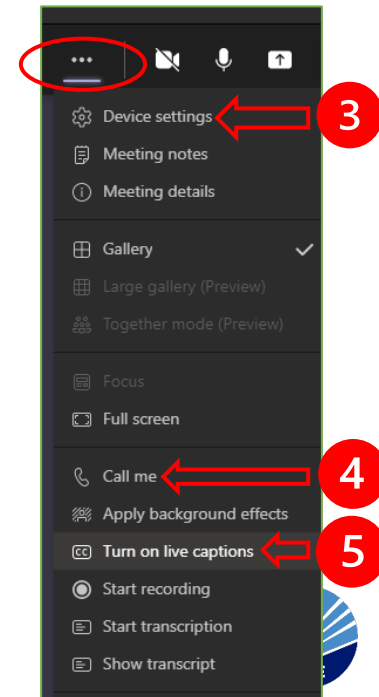 Device settings 3
Meeting notes
Meeting details
Gallery
Large gallery (Preview)
Together mode (Preview)
Focus
Full screen
Call me 4
Apply background effects
CC Turn on live captions 5
Start recording
Start transcription
Show transcript